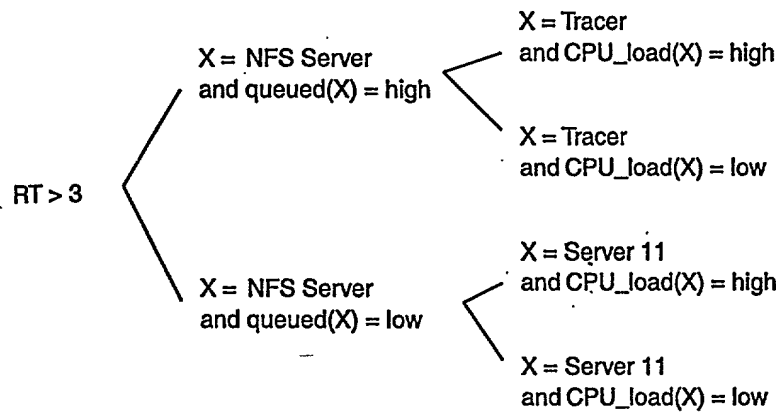 X = Tracer
and CPU_load(X) = high
X = NFS Server
and queued(X) = high
X = Tracer
and CPU_load(X) = low
RT > 3
X = Server 11
and CPU_load(X) = high
X = NFS Server
and queued(X) = low
X = Server 11
and CPU_load(X) = low